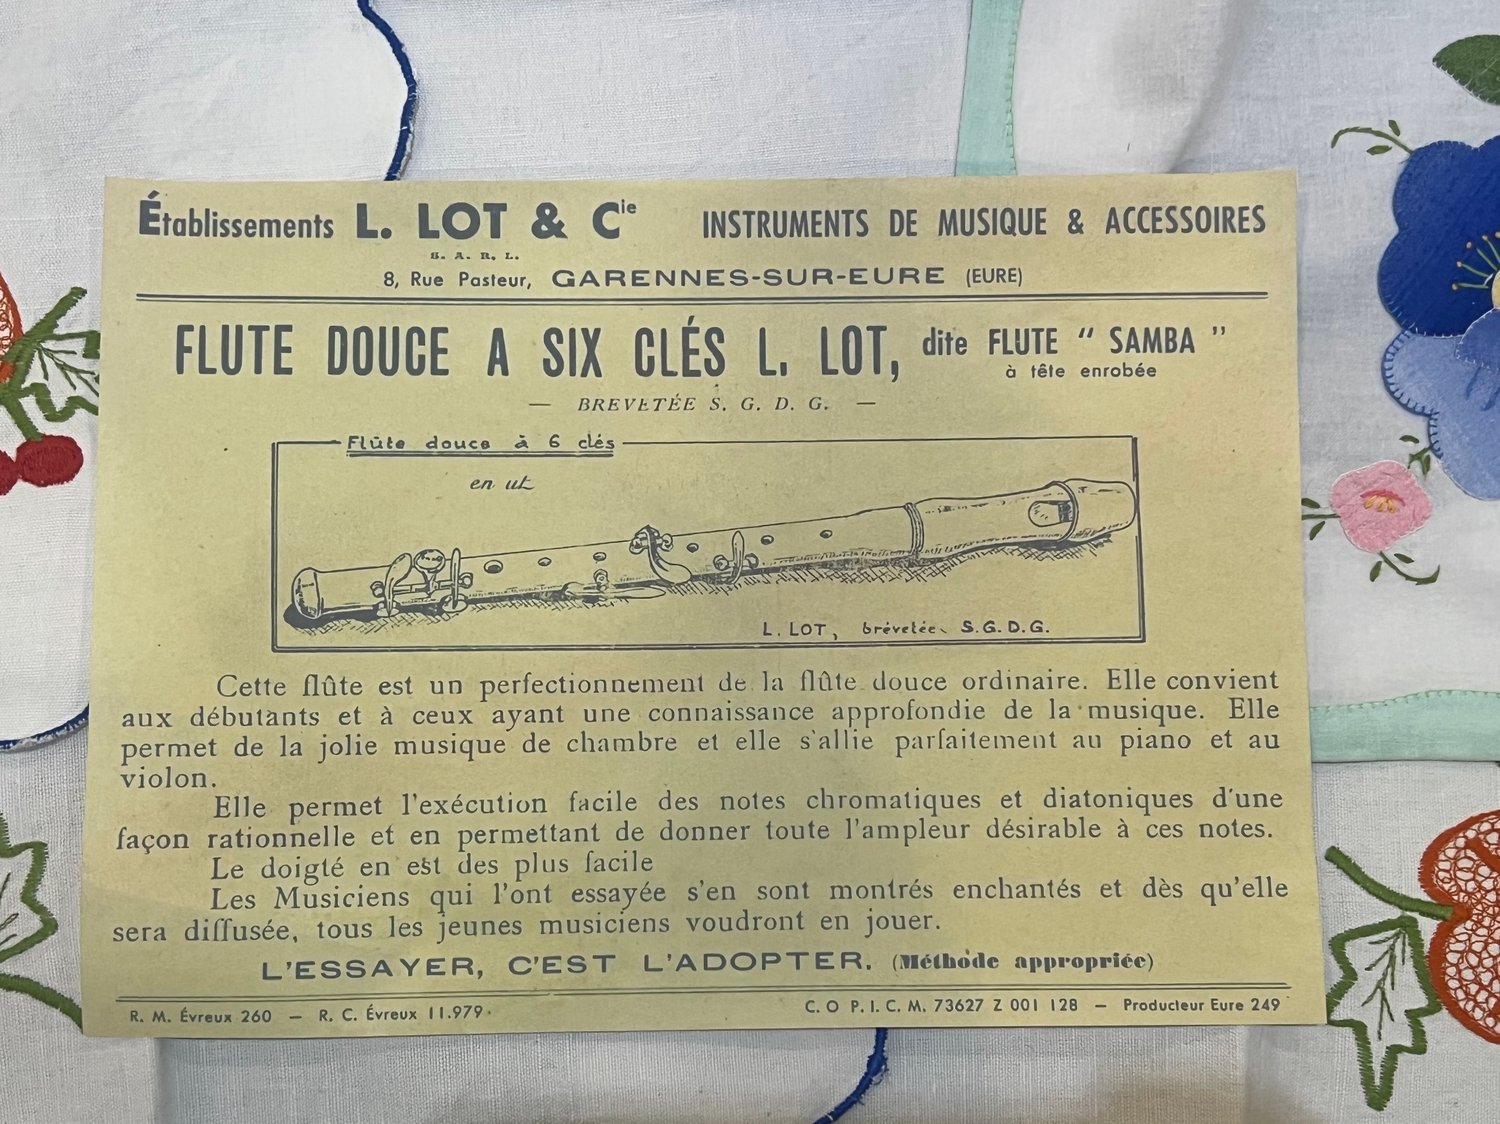 Établissements L. LOT & Cie INSTRUMENTS DE MUSIQUE & ACCESSOIRES
S. A. R. L.
8, Rue Pasteur, GARENNES-SUR-EURE (EURE)
FLUTE DOUCE A SIX CLÉS L. LOT, dite FLUTE " SAMBA "
à tête enrobée
— BREVETÉE S. G. D. G. —
Flûte douce à 6 clés
en ut
L. LOT, brévetée S.G.D.G.
Cette flûte est un perfectionnement de la flûte douce ordinaire. Elle convient
aux débutants et à ceux ayant une connaissance approfondie de la musique. Elle
permet de la jolie musique de chambre et elle s'allie parfaitement au piano et au
violon.
Elle permet l'exécution facile des notes chromatiques et diatoniques d'une
façon rationnelle et en permettant de donner toute l'ampleur désirable à ces notes.
Le doigté en est des plus facile
Les Musiciens qui l'ont essayée s'en sont montrés enchantés et dès qu'elle
sera diffusée, tous les jeunes musiciens voudront en jouer.
L'ESSAYER, C'EST L'ADOPTER. (Méthode appropriée)
R. M. Évreux 260 — R. C. Évreux 11.979
C. O P. I. C. M. 73627 Z 001 128 — Producteur Eure 249